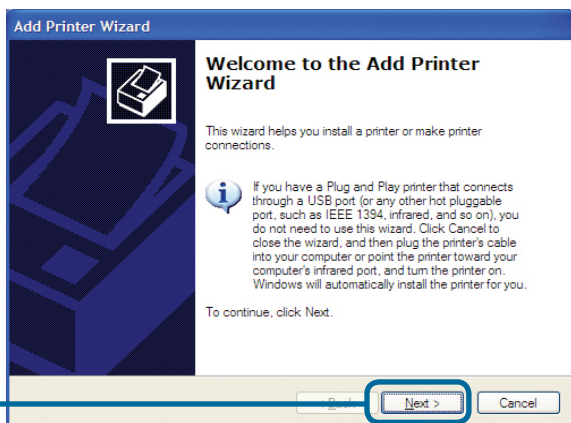 Add Printer Wizard
Welcome to the Add Printer
Wizard
This wizard helps you install a printer or make printer
connections.
If you have a Plug and Play printer that connects
through a USB port (or any other hot pluggable
port, such as IEEE 1394, infrared, and so on), you
do not need to use this wizard. Click Cancel to
close the wizard, and then plug the printer's cable
into your computer or point the printer toward your
computer's infrared port, and turn the printer on.
Windows will automatically install the printer for you.
To continue, click Next.
Next > Cancel